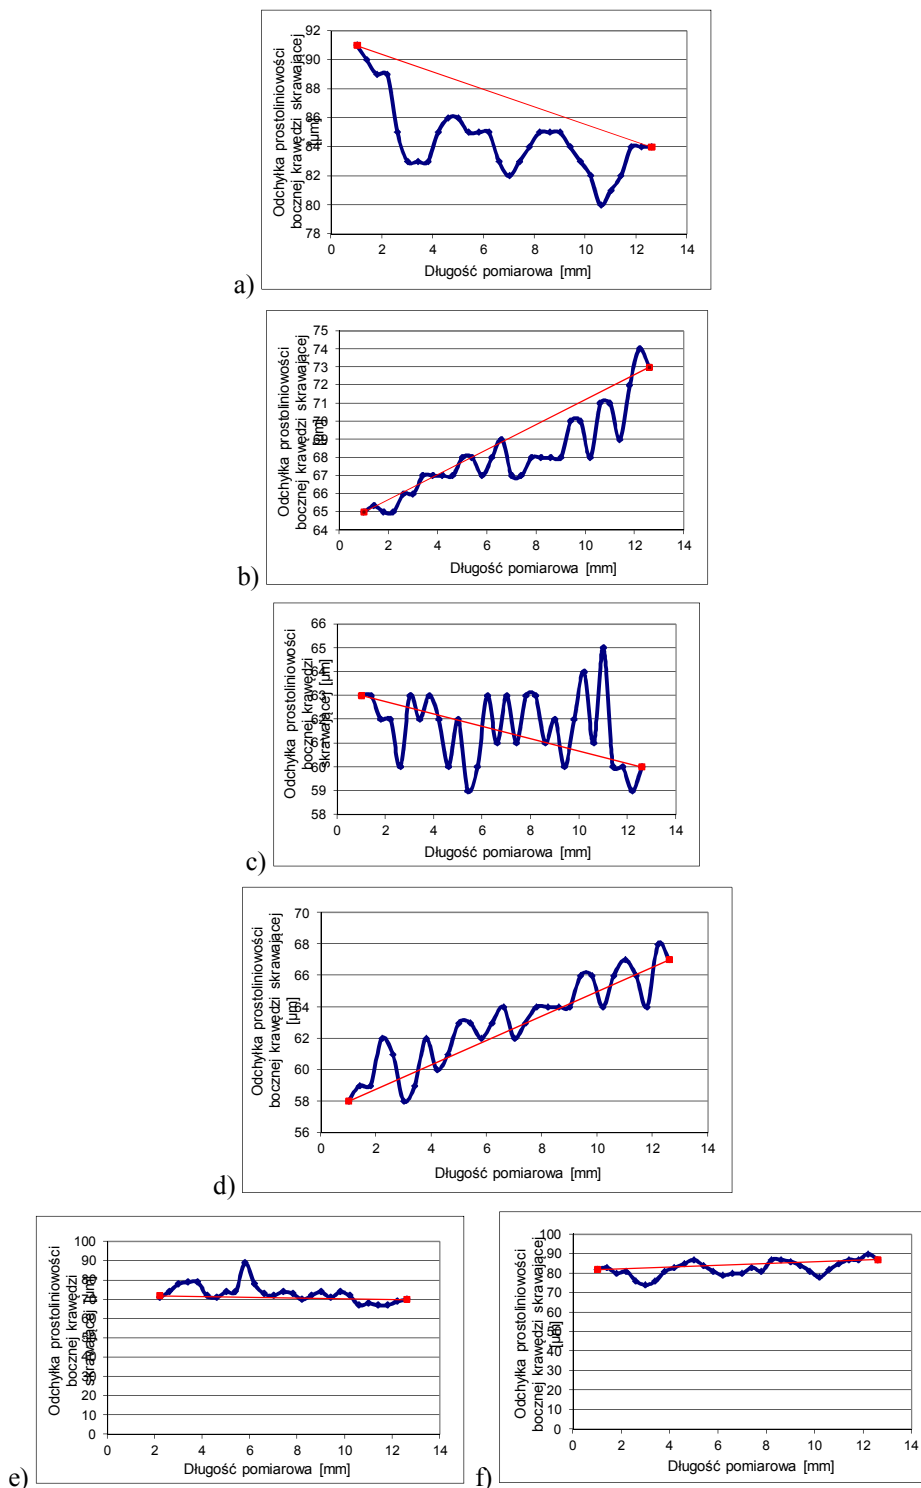 Odchyłka prostoliniowości
bocznej krawędzi skrawającej
[µm]
92
90
88
86
84
82
80
78
0 2 4 6 8 10 12 14
Długość pomiarowa [mm]
a)
Odchyłka prostoliniowości
bocznej krawędzi skrawającej
[µm]
75
74
73
72
71
70
69
68
67
66
65
64
0 2 4 6 8 10 12 14
Długość pomiarowa [mm]
b)
Odchyłka prostoliniowości
bocznej krawędzi
skrawającej [µm]
66
65
64
63
62
61
60
59
58
0 2 4 6 8 10 12 14
Długość pomiarowa [mm]
c)
Odchyłka prostoliniowości
bocznej krawędzi skrawającej
[µm]
70
68
66
64
62
60
58
56
0 2 4 6 8 10 12 14
Długość pomiarowa [mm]
d)
Odchyłka prostoliniowości
bocznej krawędzi
skrawającej [µm]
100
90
80
70
60
50
40
30
20
10
0
0 2 4 6 8 10 12 14
Długość pomiarowa [mm]
e)
Odchyłka prostoliniowości
bocznej krawędzi skrawającej
[µm]
100
90
80
70
60
50
40
30
20
10
0
0 2 4 6 8 10 12 14
Długość pomiarowa [mm]
f)